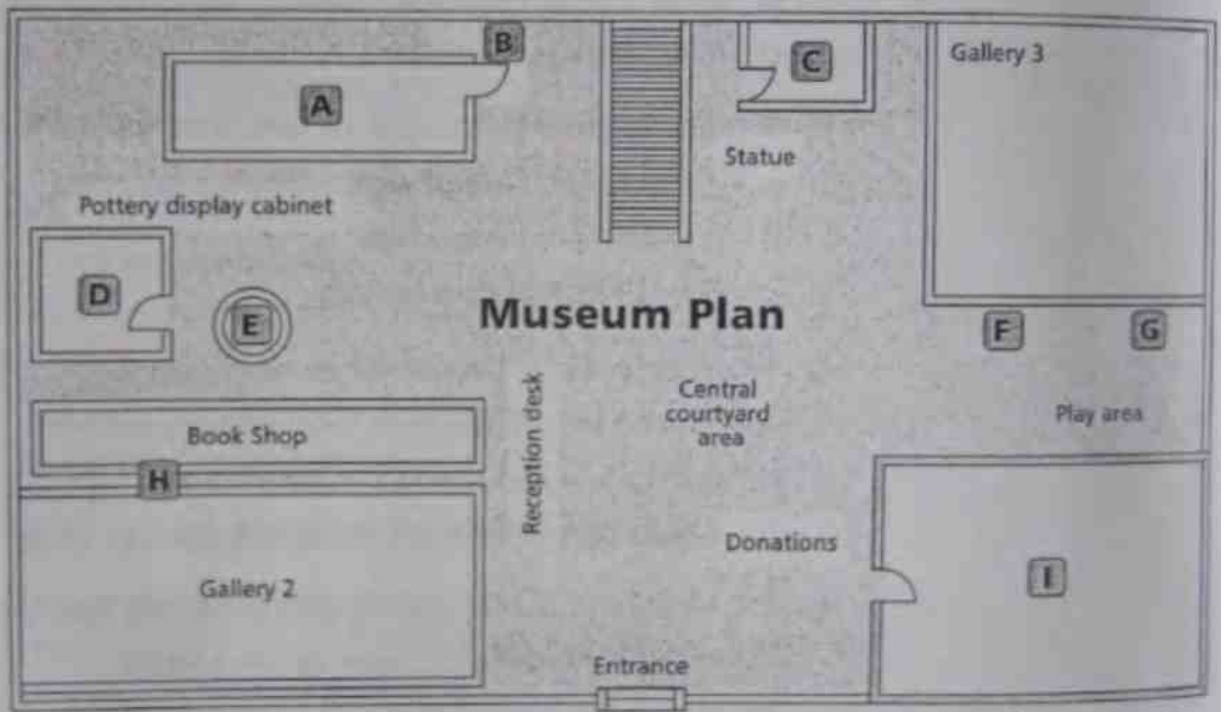 B
C
Gallery 3
A
Statue
Pottery display cabinet
D
E
Museum Plan
F
G
Reception desk
Central
courtyard
area
Play area
Book Shop
H
Donations
Gallery 2
I
Entrance